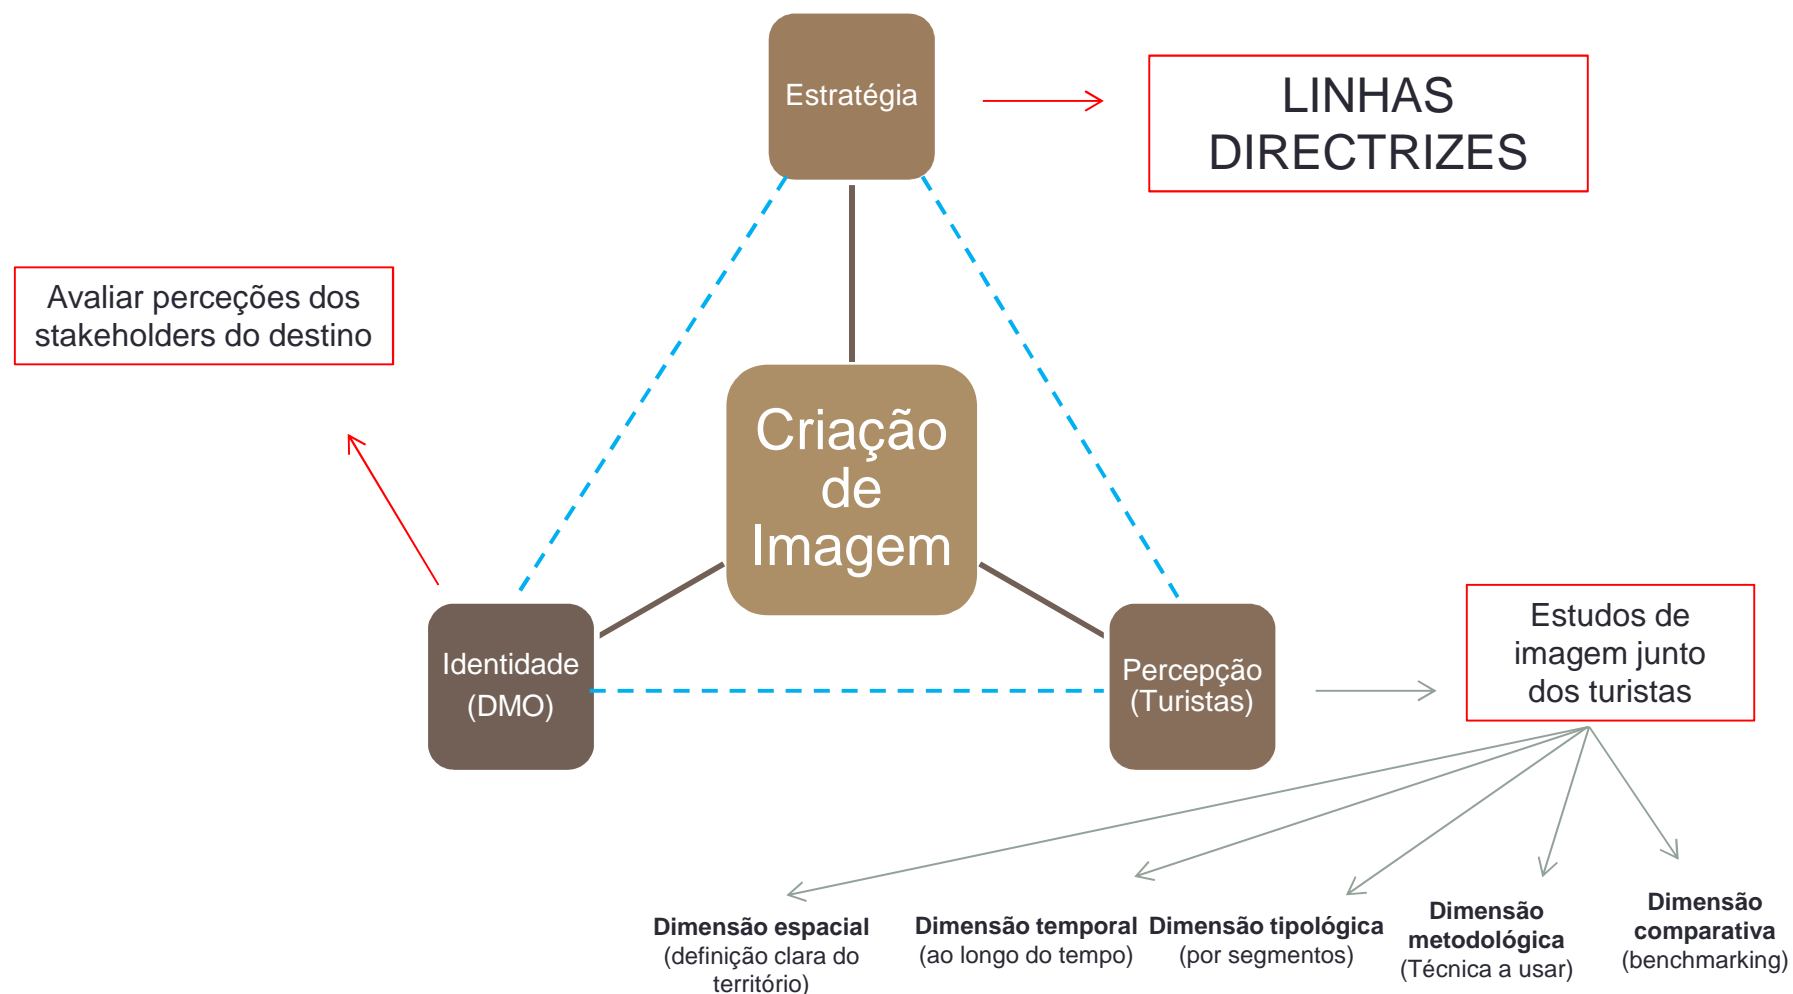 Estratégia
LINHAS
DIRECTRIZES
Avaliar perceções dos
stakeholders do destino
Criação
de
Imagem
Identidade
(DMO)
Percepção
(Turistas)
Estudos de
imagem junto
dos turistas
Dimensão espacial
(definição clara do
território)
Dimensão temporal
(ao longo do tempo)
Dimensão tipológica
(por segmentos)
Dimensão
metodológica
(Técnica a usar)
Dimensão
comparativa
(benchmarking)